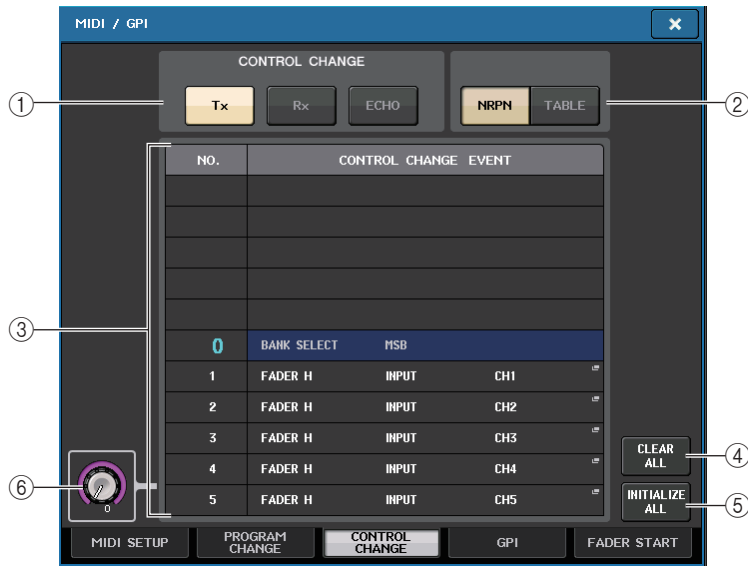 MIDI / GPI
×
CONTROL CHANGE
Tx Rx ECHO NRPN TABLE
① ②
NO. CONTROL CHANGE EVENT
③
0 BANK SELECT MSB
1 FADER H INPUT CH1
2 FADER H INPUT CH2
3 FADER H INPUT CH3
4 FADER H INPUT CH4
5 FADER H INPUT CH5
CLEAR
ALL
④
INITIALIZE
ALL
⑤
⑥
0
MIDI SETUP PROGRAM CHANGE CONTROL CHANGE GPI FADER START